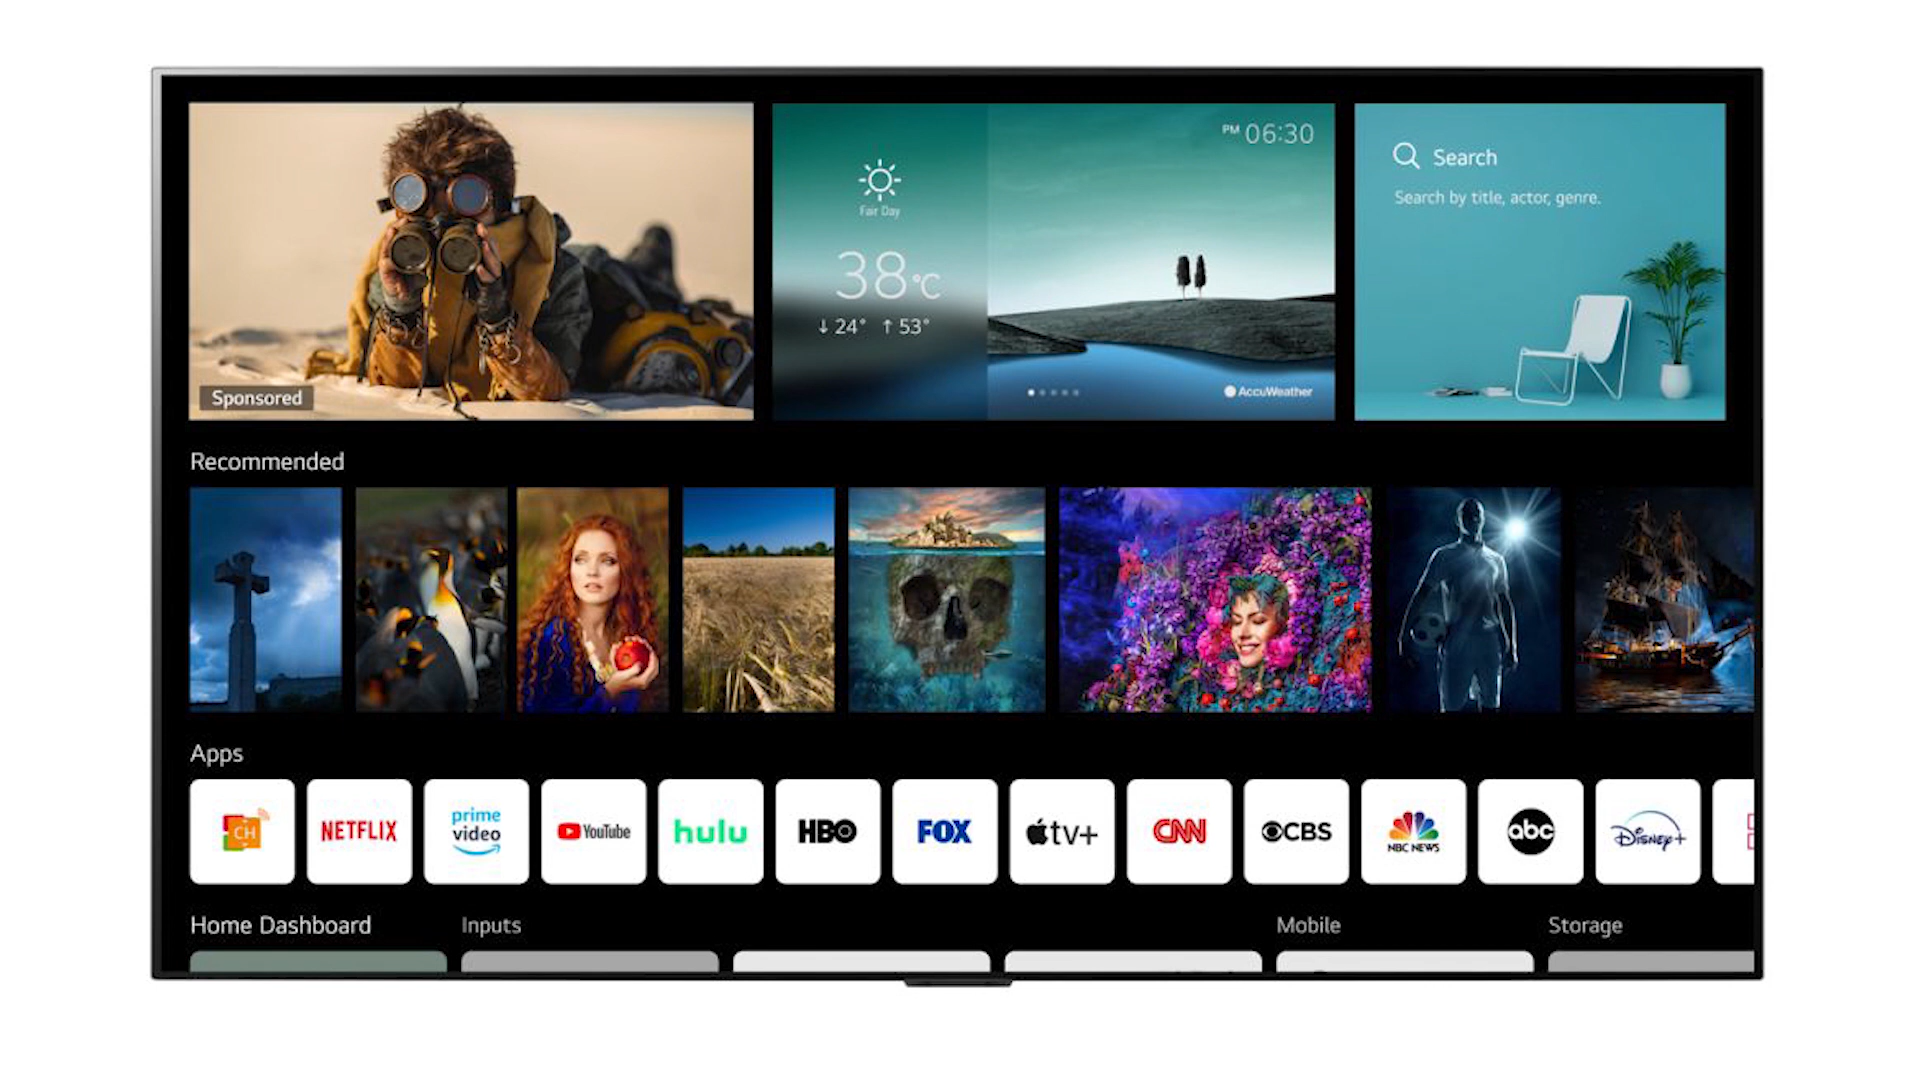 PM 06:30
Search
Fair Day
Search by title, actor, genre.
38°C
↓ 24° ↑ 53°
Sponsored
AccuWeather
Recommended
Apps
CH
NETFLIX
prime video
YouTube
hulu
HBO
FOX
tv+
CNN
CBS
NBC NEWS
abc
Disney+
Home Dashboard
Inputs
Mobile
Storage